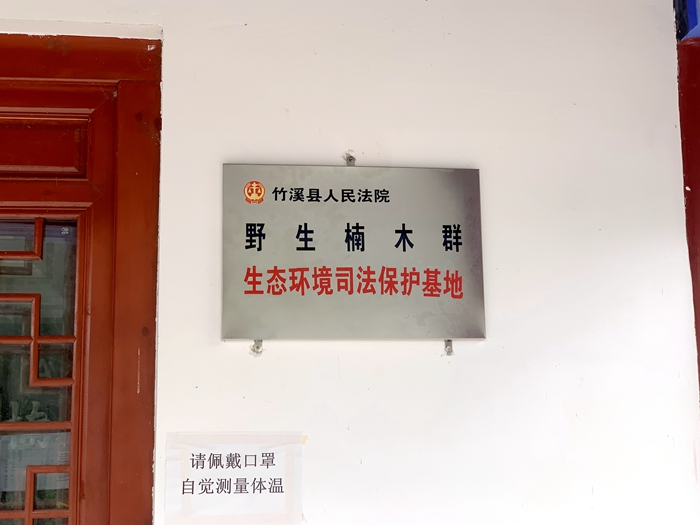 竹溪县人民法院
野生楠木群
生态环境司法保护基地
请佩戴口罩
自觉测量体温